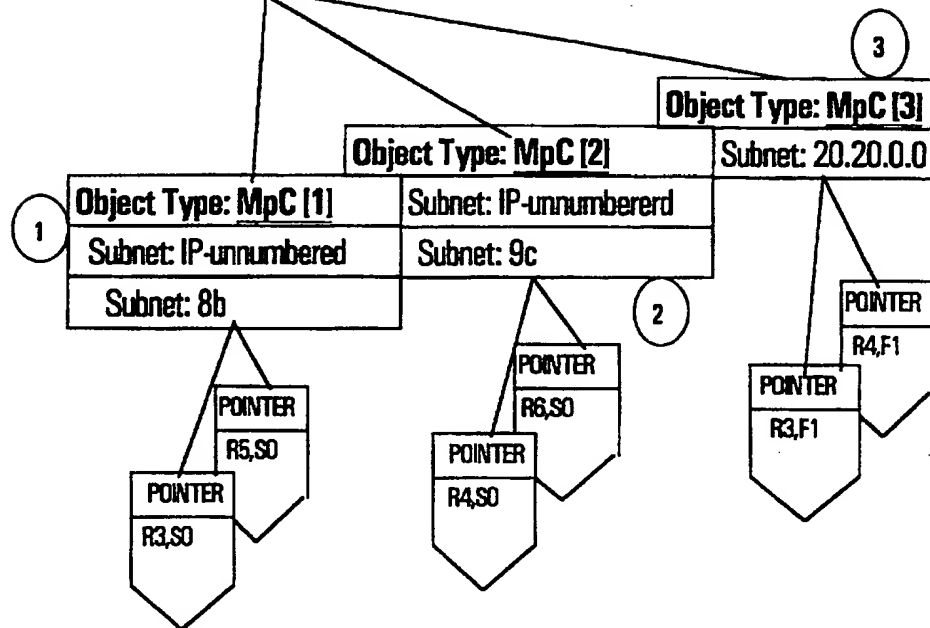 3
Object Type: MpC [3]
Subnet: 20.20.0.0
Object Type: MpC [2]
Subnet: IP-unnumbererd
Subnet: 9c
2
1
Object Type: MpC [1]
Subnet: IP-unnumbered
Subnet: 8b
POINTER
R5,S0
POINTER
R3,S0
POINTER
R6,S0
POINTER
R4,S0
POINTER
R4,F1
POINTER
R3,F1